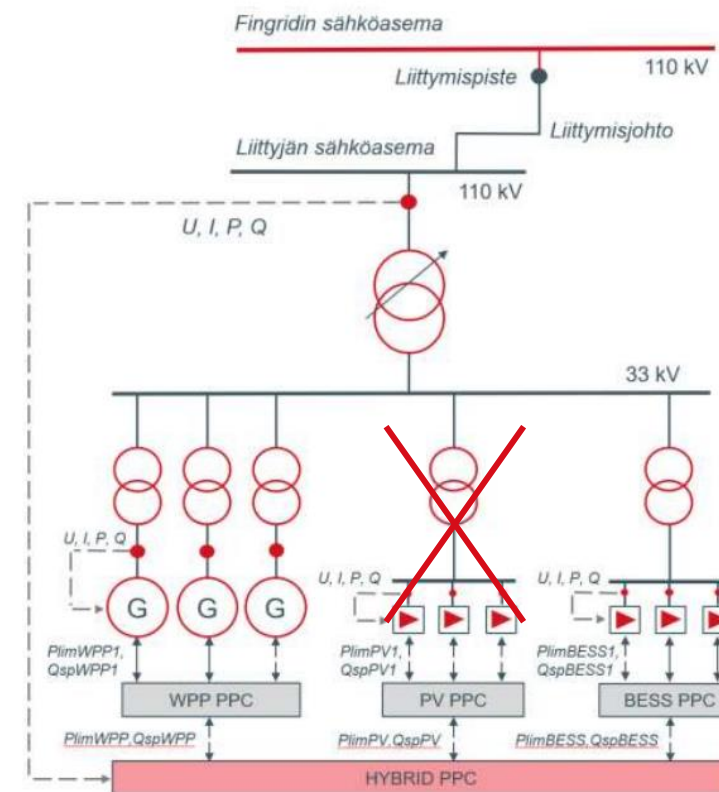 Fingridin sähköasema
110 kV
Liittymispiste
Liittymisjohto
Liittyjän sähköasema
110 kV
U, I, P, Q
33 kV
U, I, P, Q
U, I, P, Q
U, I, P, Q
G
G
G
PlimWPP1,
QspWPP1
PlimPV1,
QspPV1
PlimBESS1,
QspBESS1
WPP PPC
PV PPC
BESS PPC
PlimWPP,QspWPP
PlimPV,QspPV
PlimBESS,QspBESS
HYBRID PPC